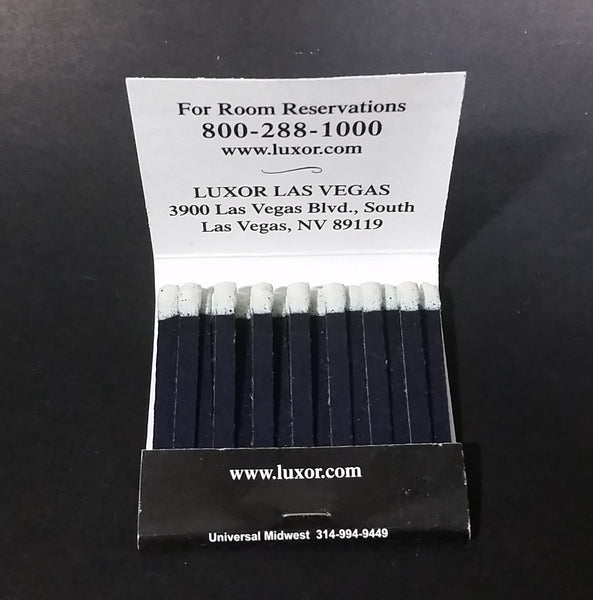 For Room Reservations
800-288-1000
www.luxor.com
LUXOR LAS VEGAS
3900 Las Vegas Blvd., South
Las Vegas, NV 89119
www.luxor.com
Universal Midwest 314-994-9449